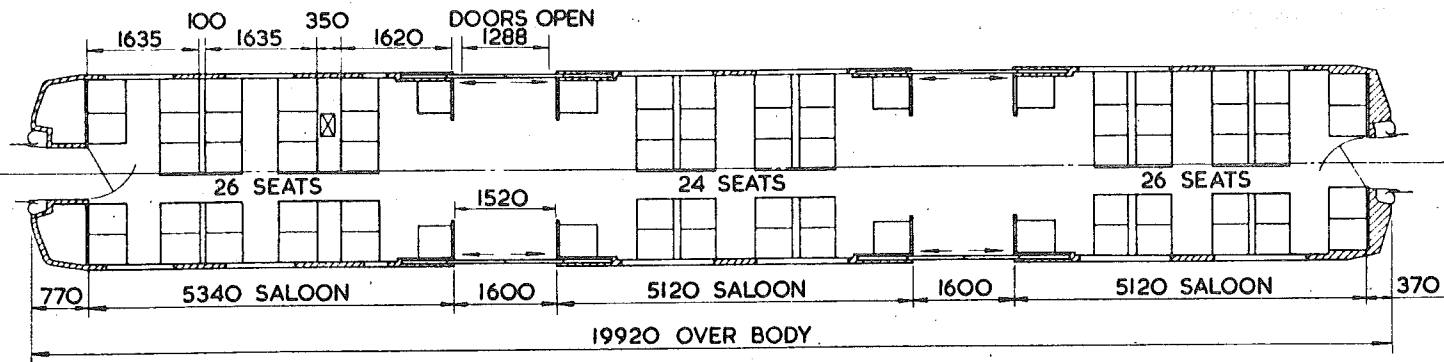 100 350 DOORS OPEN
1635 1635 1620 1288
26 SEATS 24 SEATS 26 SEATS
1520
770 5340 SALOON 1600 5120 SALOON 1600 5120 SALOON 370
19920 OVER BODY